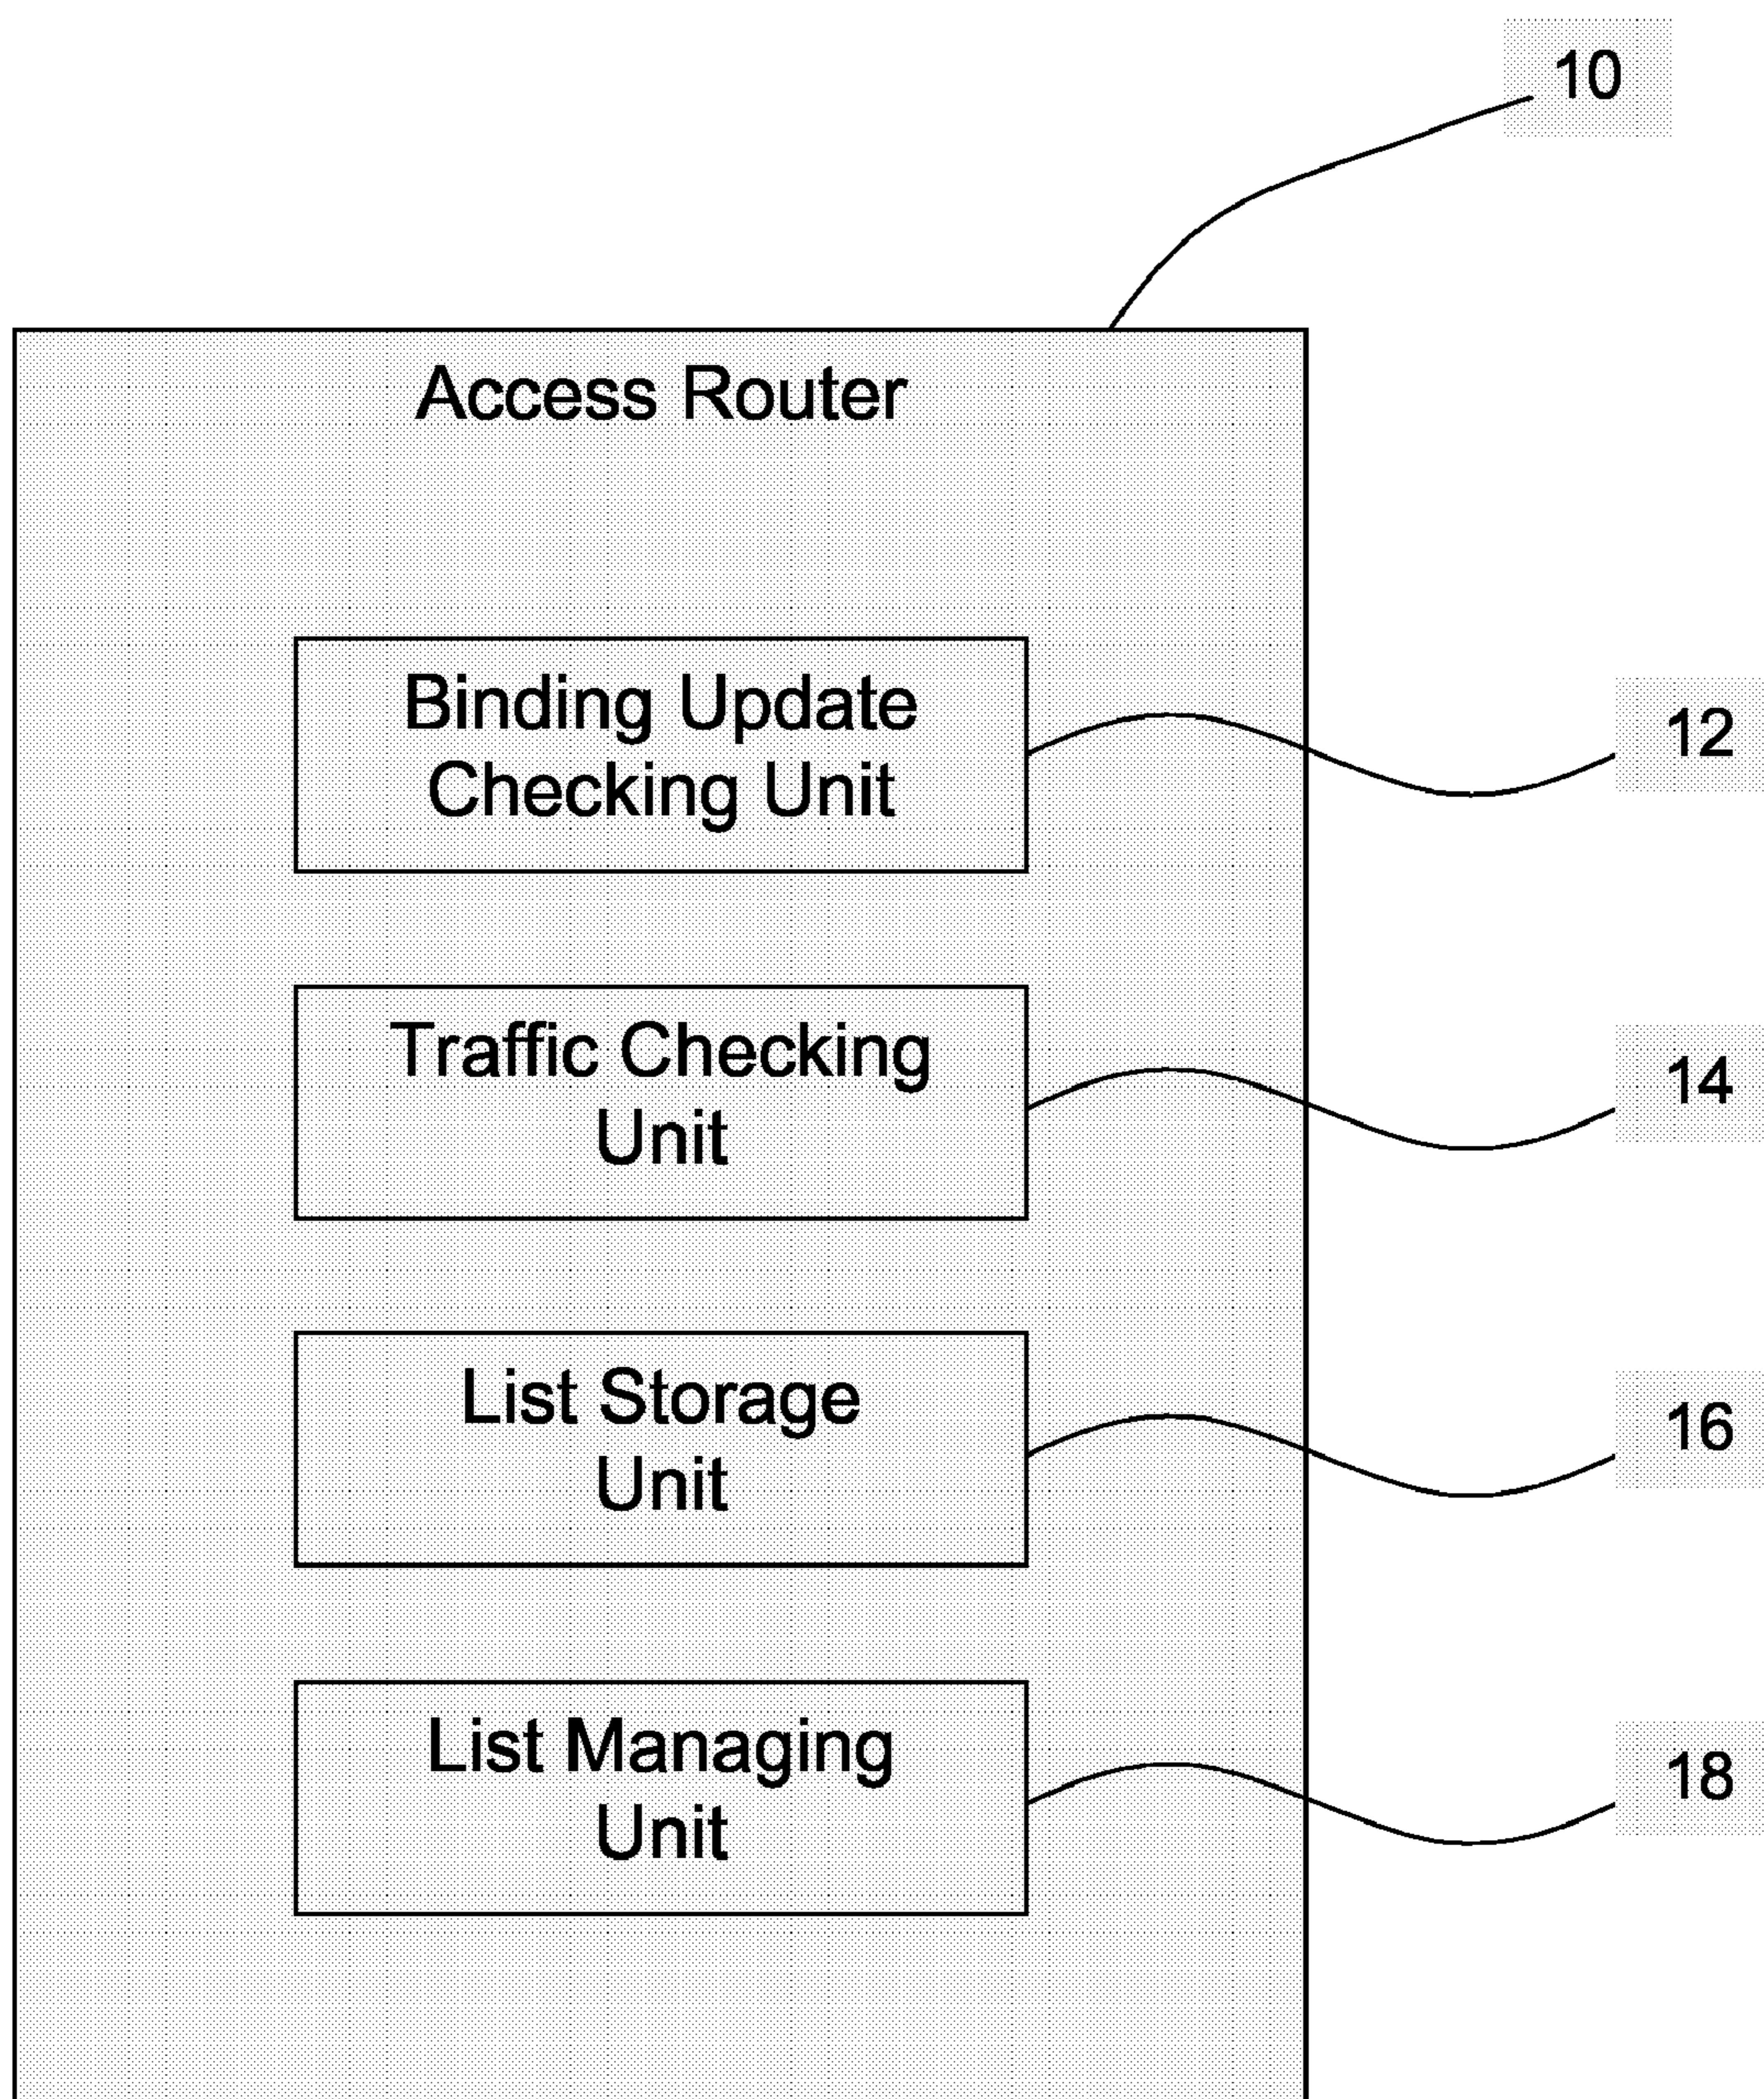 10
Access Router
Binding Update
Checking Unit
12
Traffic Checking
Unit
14
List Storage
Unit
16
List Managing
Unit
18